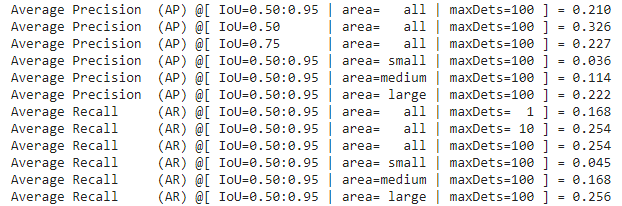 Average Precision  (AP) @[ IoU=0.50:0.95 | area=   all | maxDets=100 ] = 0.210
Average Precision  (AP) @[ IoU=0.50      | area=   all | maxDets=100 ] = 0.326
Average Precision  (AP) @[ IoU=0.75      | area=   all | maxDets=100 ] = 0.227
Average Precision  (AP) @[ IoU=0.50:0.95 | area= small | maxDets=100 ] = 0.036
Average Precision  (AP) @[ IoU=0.50:0.95 | area=medium | maxDets=100 ] = 0.114
Average Precision  (AP) @[ IoU=0.50:0.95 | area= large | maxDets=100 ] = 0.222
Average Recall     (AR) @[ IoU=0.50:0.95 | area=   all | maxDets=  1 ] = 0.168
Average Recall     (AR) @[ IoU=0.50:0.95 | area=   all | maxDets= 10 ] = 0.254
Average Recall     (AR) @[ IoU=0.50:0.95 | area=   all | maxDets=100 ] = 0.254
Average Recall     (AR) @[ IoU=0.50:0.95 | area= small | maxDets=100 ] = 0.045
Average Recall     (AR) @[ IoU=0.50:0.95 | area=medium | maxDets=100 ] = 0.168
Average Recall     (AR) @[ IoU=0.50:0.95 | area= large | maxDets=100 ] = 0.256